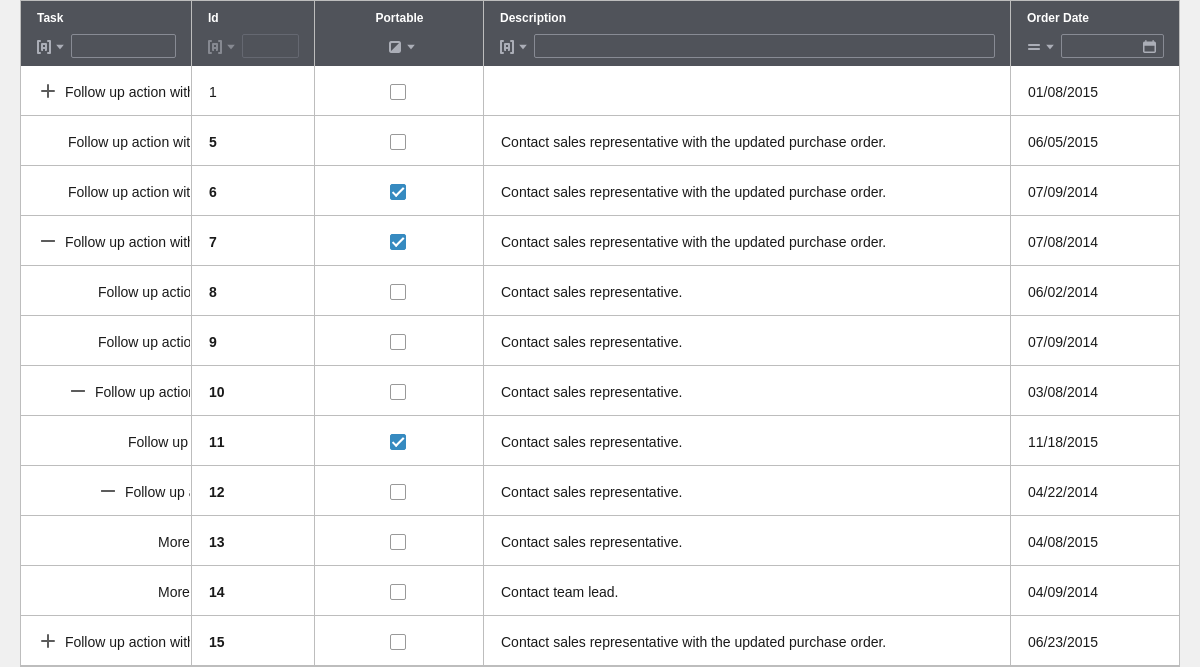 Task Id Portable Description Order Date
Follow up action with 1 01/08/2015
Follow up action wit 5 Contact sales representative with the updated purchase order. 06/05/2015
Follow up action wit 6 Contact sales representative with the updated purchase order. 07/09/2014
Follow up action with 7 Contact sales representative with the updated purchase order. 07/08/2014
Follow up actio 8 Contact sales representative. 06/02/2014
Follow up actio 9 Contact sales representative. 07/09/2014
Follow up action 10 Contact sales representative. 03/08/2014
Follow up 11 Contact sales representative. 11/18/2015
Follow up 12 Contact sales representative. 04/22/2014
More 13 Contact sales representative. 04/08/2015
More 14 Contact team lead. 04/09/2014
Follow up action with 15 Contact sales representative with the updated purchase order. 06/23/2015